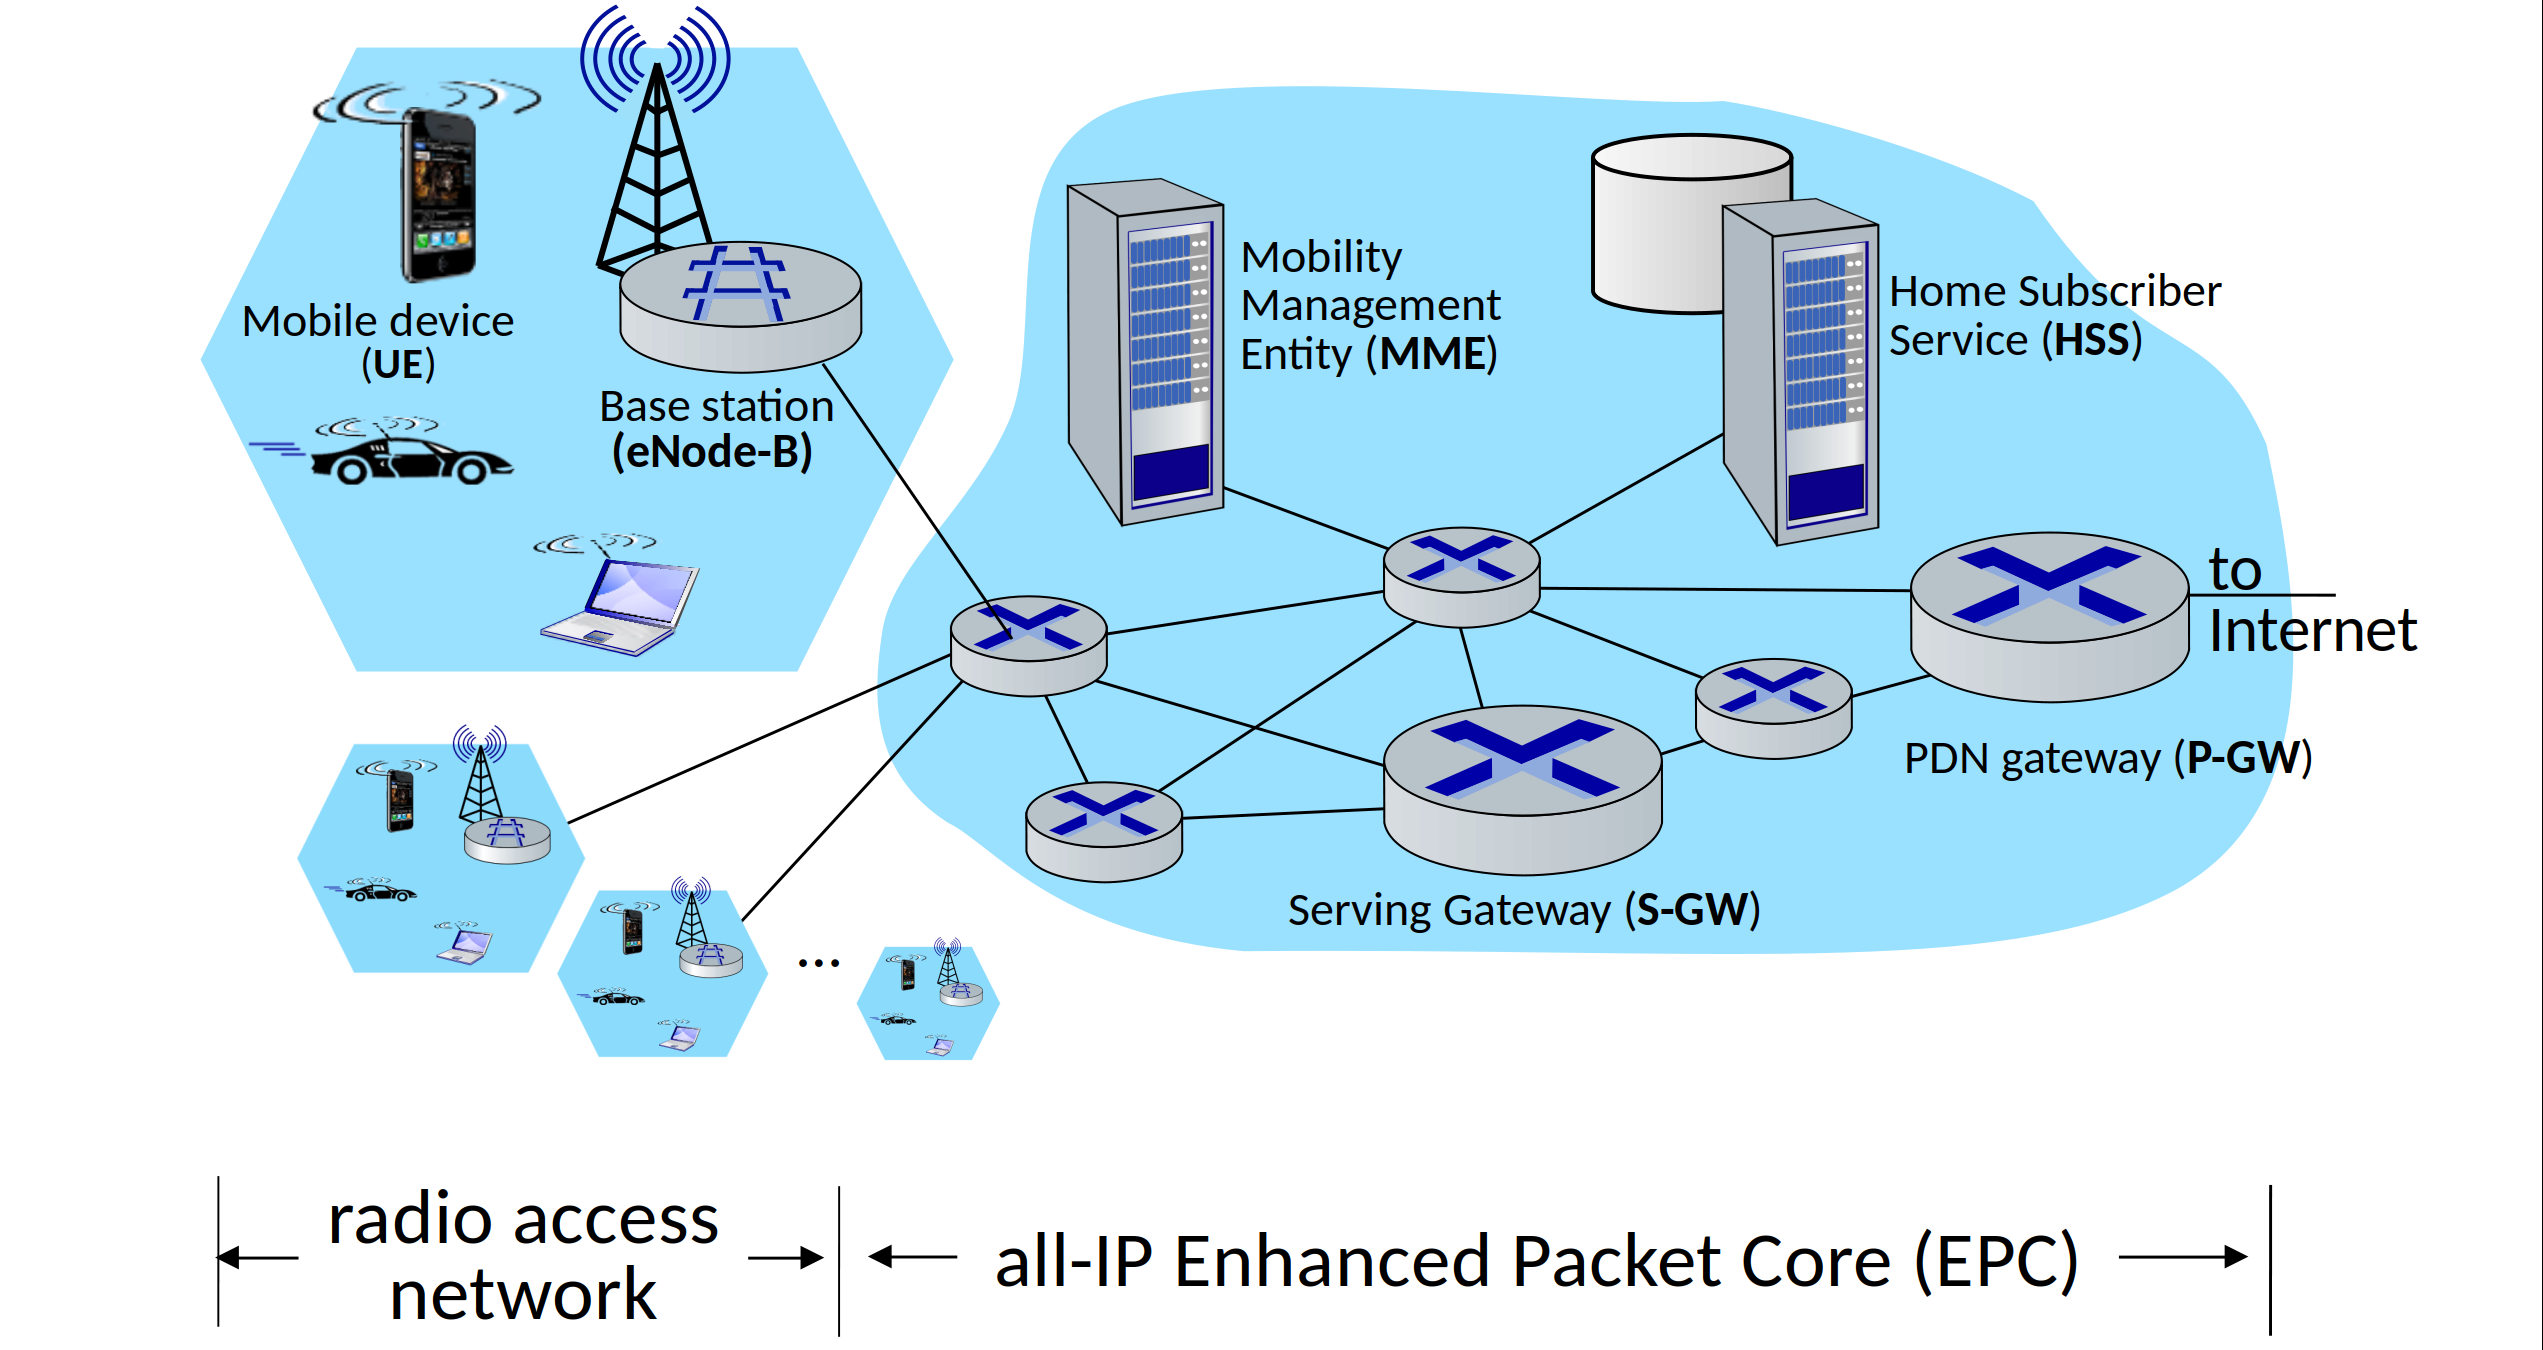 Mobile device
(UE)
Base station
(eNode-B)
Mobility
Management
Entity (MME)
Home Subscriber
Service (HSS)
to
Internet
PDN gateway (P-GW)
Serving Gateway (S-GW)
...
radio access
network
all-IP Enhanced Packet Core (EPC)